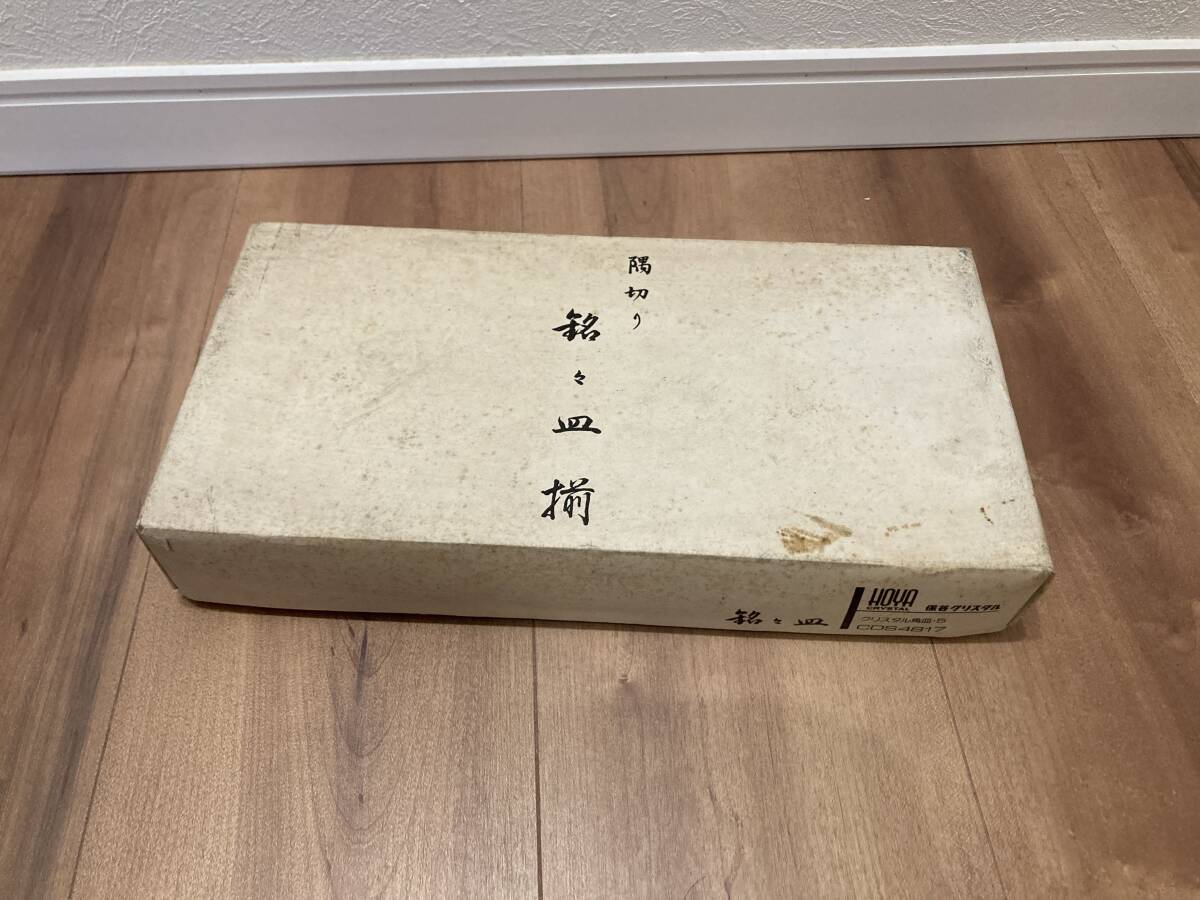 隅切り
銘々皿揃
銘々皿
HOYA
CRYSTAL
保谷クリスタル
クリスタル角皿・5
CDS4817